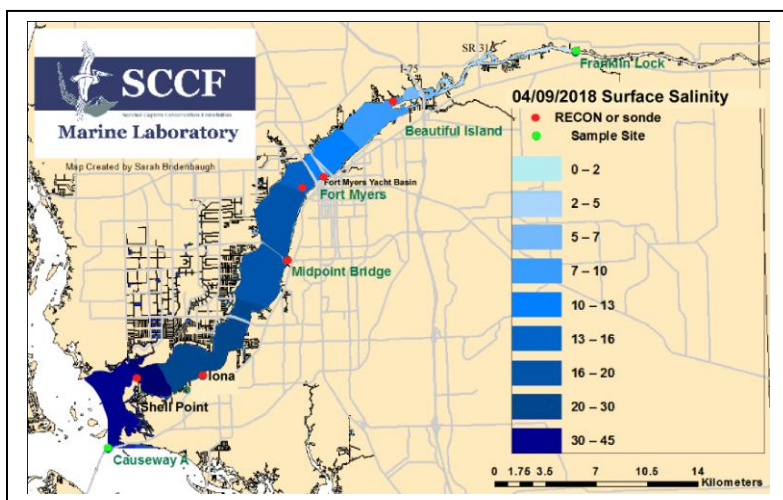 SCCF
Marine Laboratory
Map Created by Sarah Bridenbaugh
I-75
SR 31
Franklin Lock
Beautiful Island
Fort Myers Yacht Basin
Fort Myers
Midpoint Bridge
Iona
Shell Point
Causeway A
04/09/2018 Surface Salinity
RECON or sonde
Sample Site
0 – 2
2 – 5
5 – 7
7 – 10
10 – 13
13 – 16
16 – 20
20 – 30
30 – 45
0 1.75 3.5 7 10.5 14
Kilometers